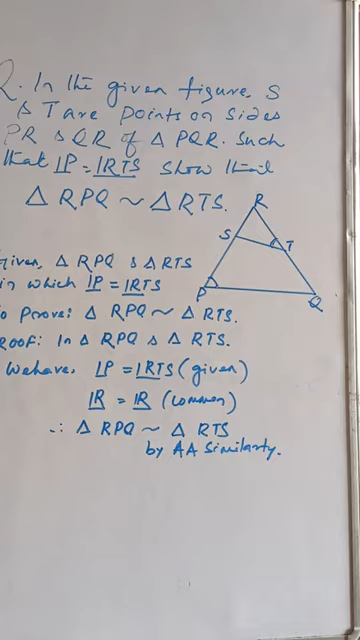 Q. In the given figure, S
& T are points on sides
PR & QR of Δ PQR. Such
that ∠P = ∠RTS show that
Δ RPQ ~ Δ RTS.
R
S
T
P
Q
Given, Δ RPQ & Δ RTS
in which ∠P = ∠RTS
To Prove: Δ RPQ ~ Δ RTS.
Proof: In Δ RPQ & Δ RTS.
We have, ∠P = ∠RTS (given)
∠R = ∠R (common)
∴ Δ RPQ ~ Δ RTS
by AA Similarty.